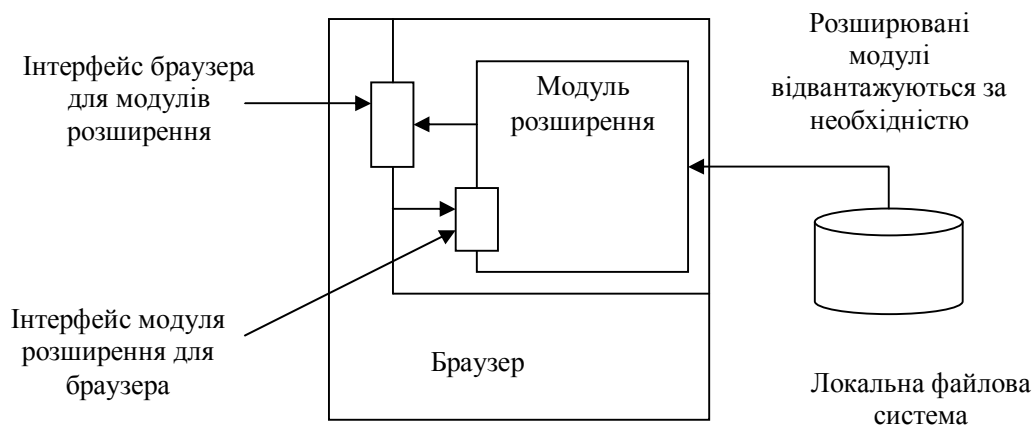 Інтерфейс браузера
для модулів
розширення
Модуль
розширення
Розширювані
модулі
відвантажуються за
необхідністю
Інтерфейс модуля
розширення для
браузера
Браузер
Локальна файлова
система